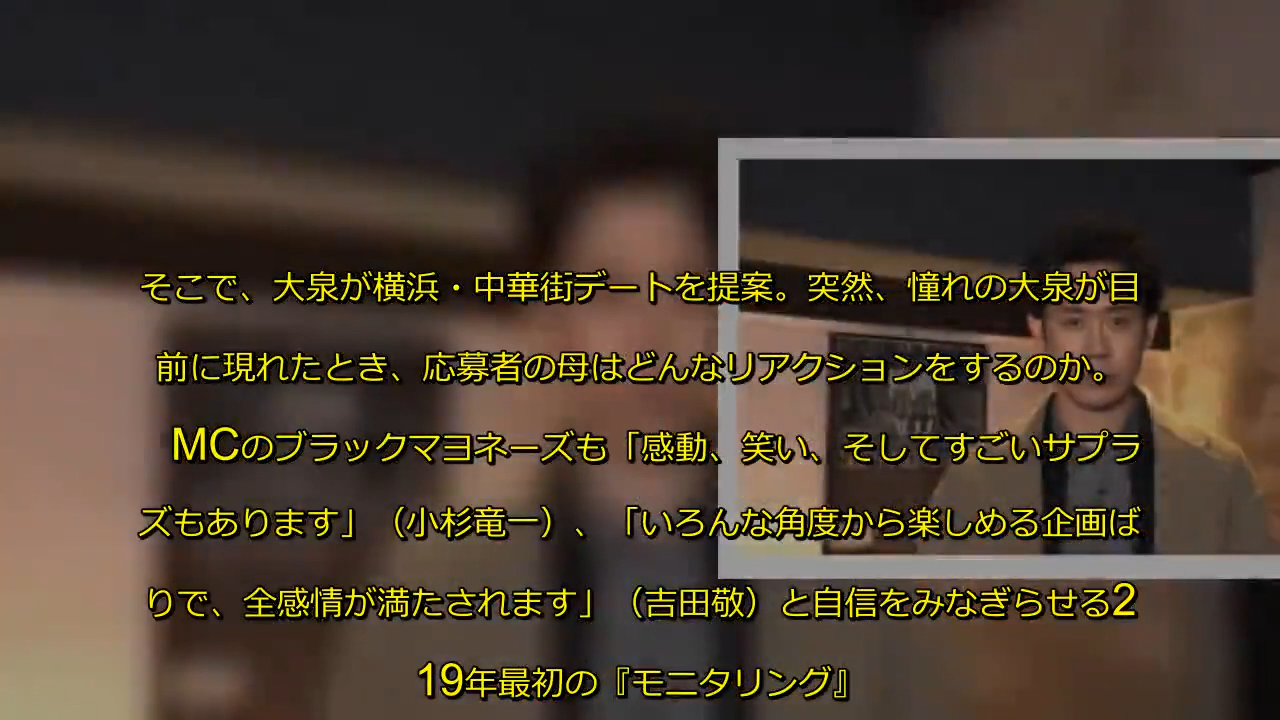 そこで、大泉が横浜・中華街デートを提案。突然、憧れの大泉が目
前に現れたとき、応募者の母はどんなリアクションをするのか。
MCのブラックマヨネーズも「感動、笑い、そしてすごいサプラ
ズもあります」（小杉竜一）、「いろんな角度から楽しめる企画ば
りで、全感情が満たされます」（吉田敬）と自信をみなぎらせる2
19年最初の『モニタリング』